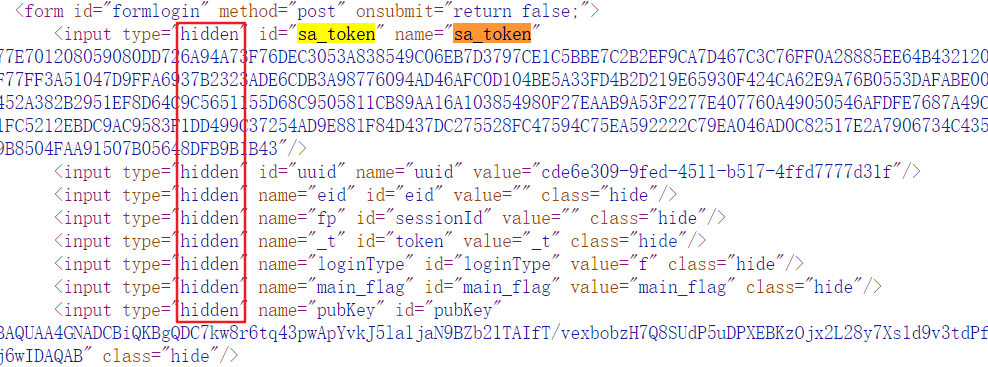 <form id="formlogin" method="post" onsubmit="return false;">
<input type="hidden" id="sa_token" name="sa_token"
77E701208059080DD726A94A73F76DEC3053A838549C06EB7D3797CE1C5BBE7C2B2EF9CA7D467C3C76FF0A28885EE64B432120
F77FF3A51047D9FFA6937B2323ADE6CDB3A98776094AD46AFC0D104BE5A33FD4B2D219E65930F424CA62E9A76B0553DAFABE00
452A382B2951EF8D64C9C5651155D68C9505811CB89AA16A103854980F27EAAB9A53F2277E407760A49050546AFDFE7687A49C
1FC5212EBDC9AC9583F1DD499C37254AD9E881F84D437DC275528FC47594C75EA592222C79EA046AD0C82517E2A7906734C435
9B8504FAA91507B05648DFB9B1B43"/>
<input type="hidden" id="uuid" name="uuid" value="cde6e309-9fed-4511-b517-4ffd7777d31f"/>
<input type="hidden" name="eid" id="eid" value="" class="hide"/>
<input type="hidden" name="fp" id="sessionId" value="" class="hide"/>
<input type="hidden" name="_t" id="token" value="_t" class="hide"/>
<input type="hidden" name="loginType" id="loginType" value="f" class="hide"/>
<input type="hidden" name="main_flag" id="main_flag" value="main_flag" class="hide"/>
<input type="hidden" name="pubKey" id="pubKey"
BAQUAA4GNADCBiQKBgQDC7kw8r6tq43pwApYvkJ5laljaN9BZb21TAIfT/vexbobzH7Q8SUdP5uDPXEBKzOjx2L28y7Xsld9v3tdPf
j6wIDAQAB" class="hide"/>